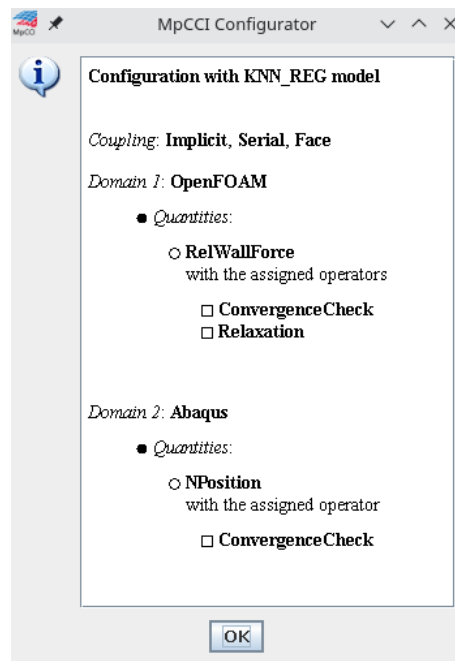 MpCCI
MpCCI Configurator
Configuration with KNN_REG model
Coupling: Implicit, Serial, Face
Domain 1: OpenFOAM
Quantities:
RelWallForce
with the assigned operators
ConvergenceCheck
Relaxation
Domain 2: Abaqus
Quantities:
NPosition
with the assigned operator
ConvergenceCheck
OK